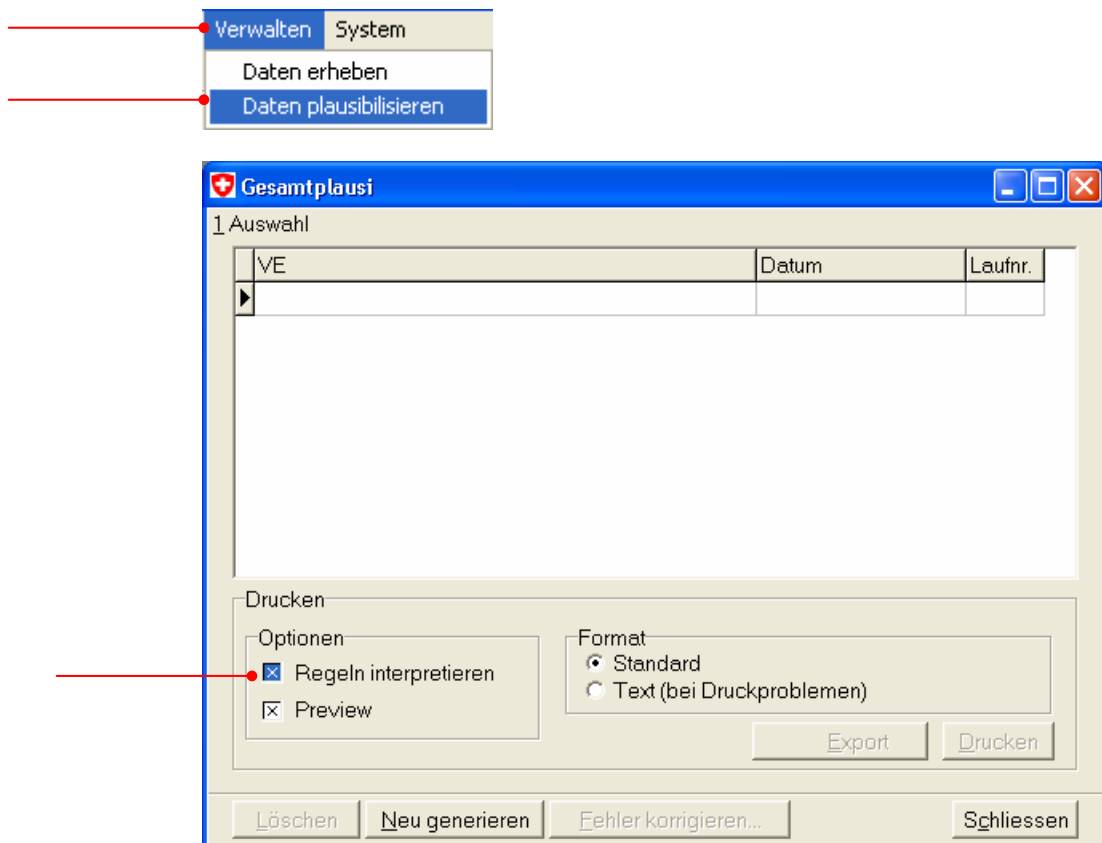 Verwalten System
Daten erheben
Daten plausibilisieren
Gesamtplausi
1 Auswahl
VE Datum Laufnr.
Drucken
Optionen
Regeln interpretieren
Preview
Format
Standard
Text (bei Druckproblemen)
Export Drucken
Löschen Neu generieren Fehler korrigieren... Schliessen